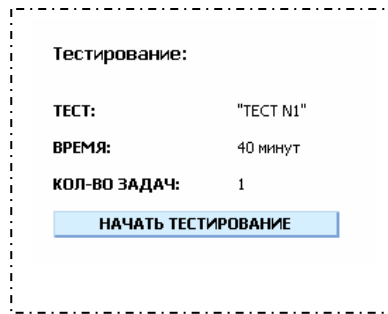 Тестирование:
ТЕСТ: "ТЕСТ N1"
ВРЕМЯ: 40 минут
КОЛ-ВО ЗАДАЧ: 1
НАЧАТЬ ТЕСТИРОВАНИЕ